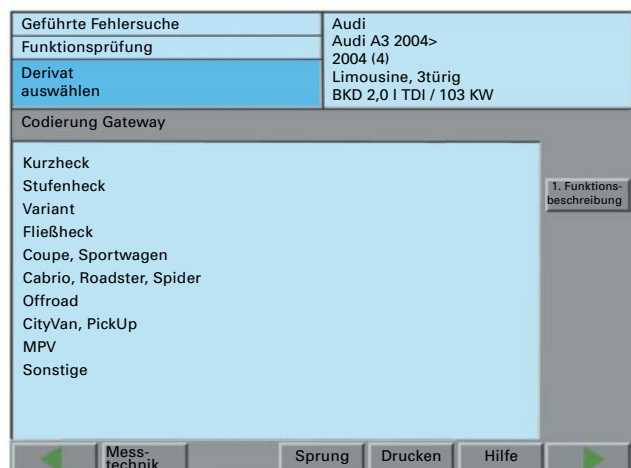 Geführte Fehlersuche
Funktionsprüfung
Derivat
auswählen
Audi
Audi A3 2004>
2004 (4)
Limousine, 3türig
BKD 2,0 l TDI / 103 KW
Codierung Gateway
Kurzheck
Stufenheck
Variant
Fließheck
Coupe, Sportwagen
Cabrio, Roadster, Spider
Offroad
CityVan, PickUp
MPV
Sonstige
1. Funktions-
beschreibung
Mess-
technik
Sprung
Drucken
Hilfe